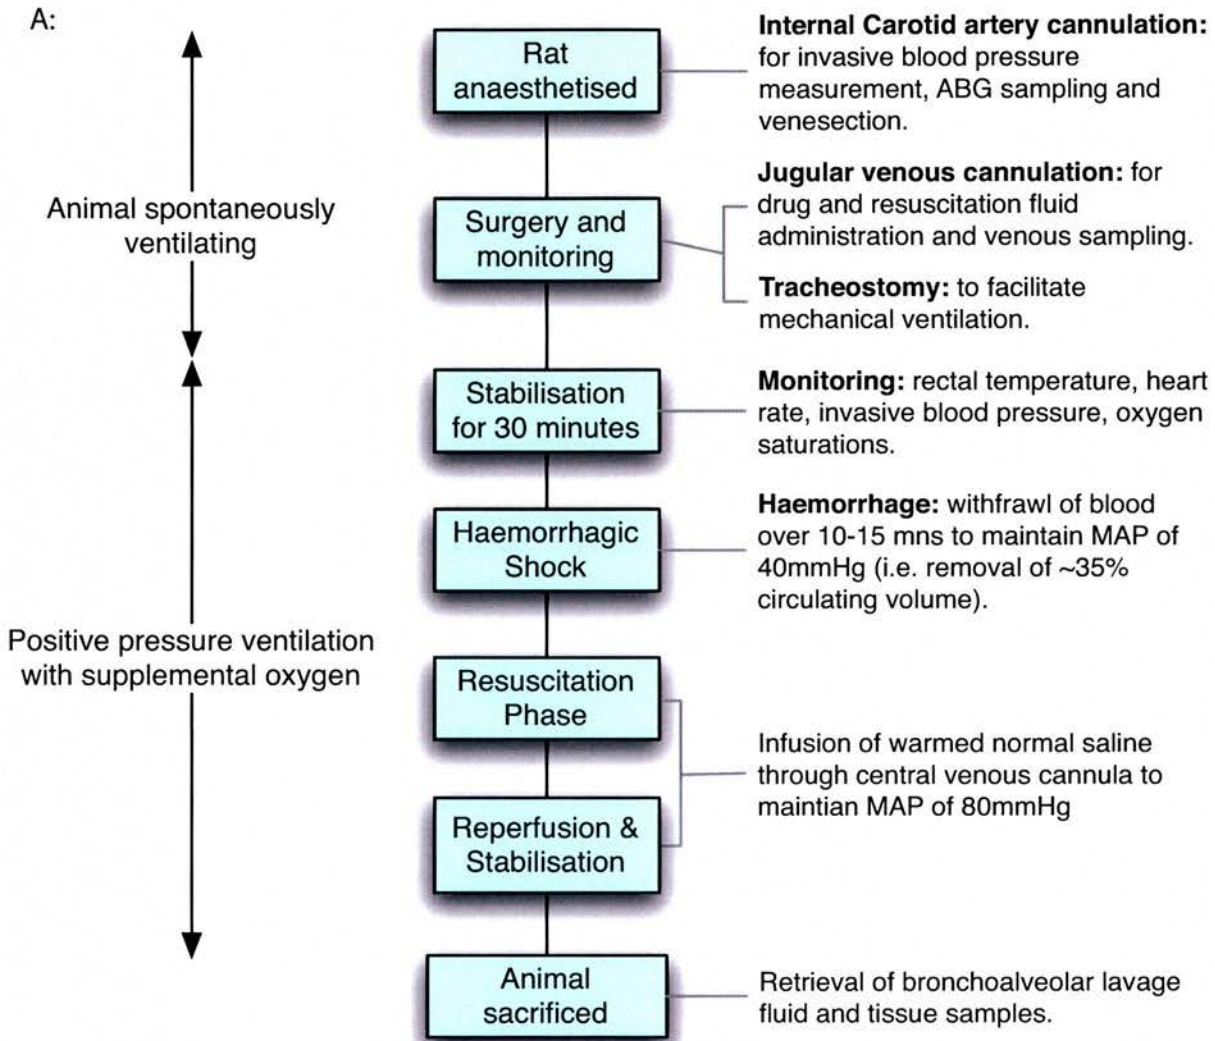 A:
Rat
anaesthetised
Internal Carotid artery cannulation:
for invasive blood pressure
measurement, ABG sampling and
venesection.
Animal spontaneously
ventilating
Surgery and
monitoring
Jugular venous cannulation: for
drug and resuscitation fluid
administration and venous sampling.
Tracheostomy: to facilitate
mechanical ventilation.
Stabilisation
for 30 minutes
Monitoring: rectal temperature, heart
rate, invasive blood pressure, oxygen
saturations.
Haemorrhagic
Shock
Haemorrhage: withfrawl of blood
over 10-15 mns to maintain MAP of
40mmHg (i.e. removal of ~35%
circulating volume).
Positive pressure ventilation
with supplemental oxygen
Resuscitation
Phase
Reperfusion &
Stabilisation
Infusion of warmed normal saline
through central venous cannula to
maintian MAP of 80mmHg
Animal
sacrificed
Retrieval of bronchoalveolar lavage
fluid and tissue samples.